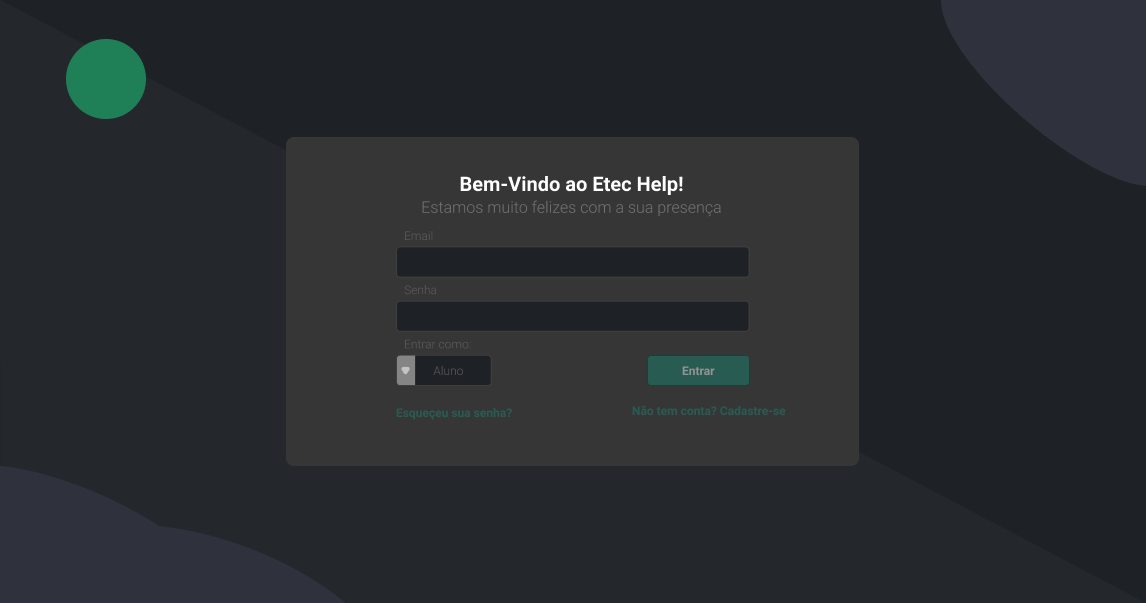 Bem-Vindo ao Etec Help!
Estamos muito felizes com a sua presença
Email
Senha
Entrar como:
Aluno
Entrar
Esqueçeu sua senha?
Não tem conta? Cadastre-se